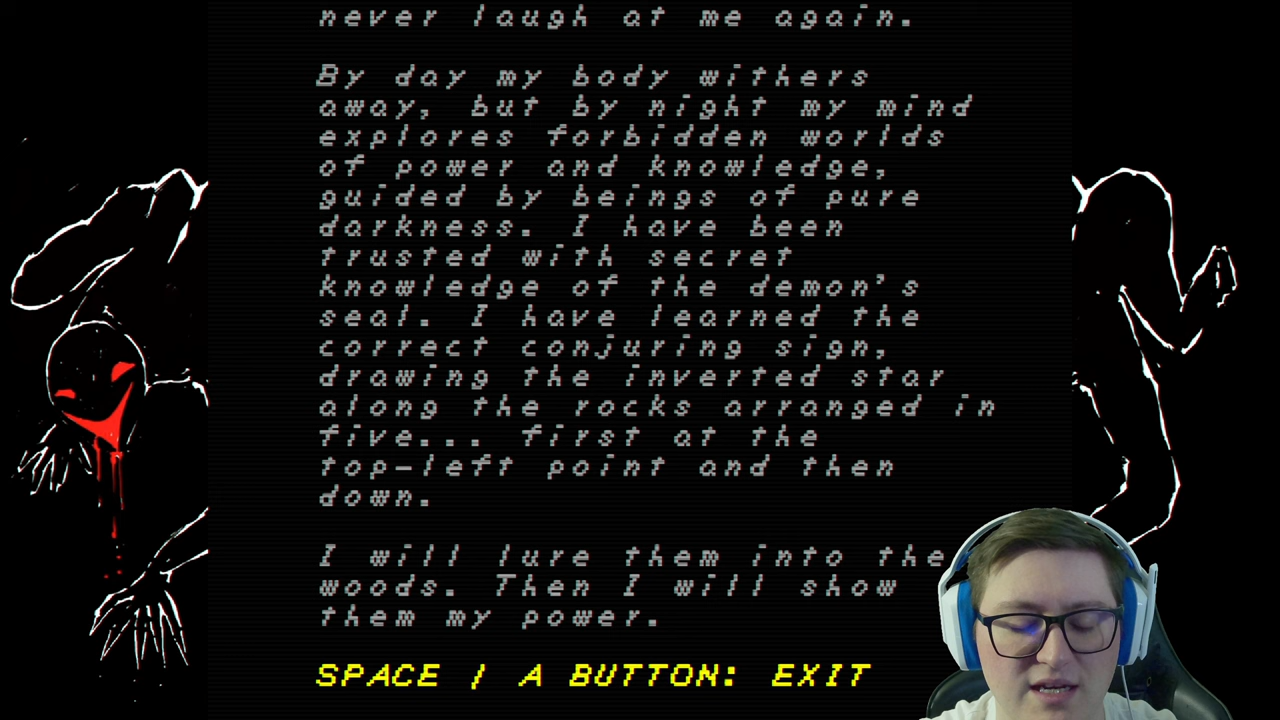 never laugh at me again.
By day my body withers
away, but by night my mind
explores forbidden worlds
of power and knowledge,
guided by beings of pure
darkness. I have been
trusted with secret
knowledge of the demon's
seal. I have learned the
correct conjuring sign,
drawing the inverted star
along the rocks arranged in
five... first at the
top-left point and then
down.
I will lure them into the
woods. Then I will show
them my power.
SPACE / A BUTTON: EXIT